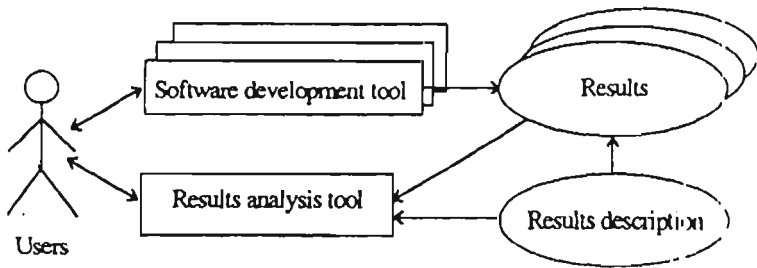 Software development tool
Results
Results analysis tool
Results description
Users